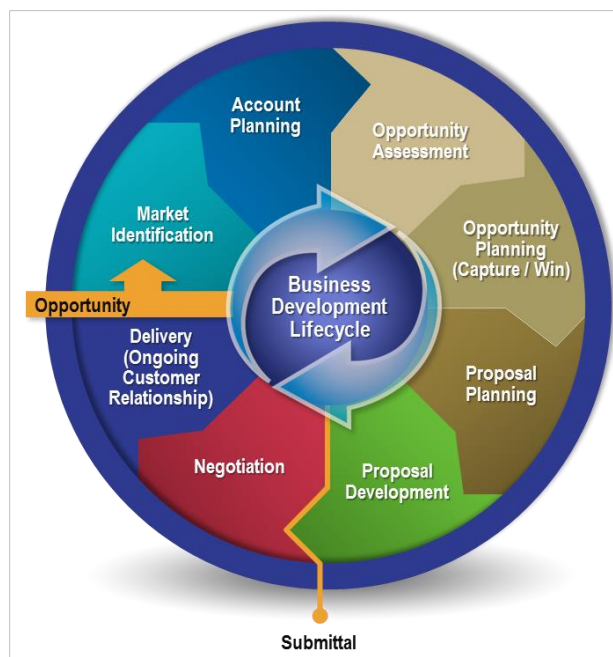 Account
Planning
Opportunity
Assessment
Market
Identification
Opportunity
Planning
(Capture / Win)
Business
Development
Lifecycle
Opportunity
Delivery
(Ongoing
Customer
Relationship)
Proposal
Planning
Negotiation
Proposal
Development
Submittal